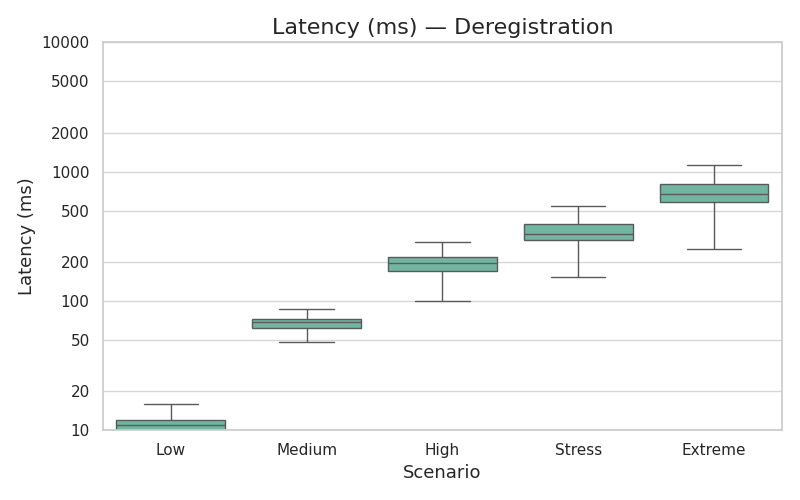 Latency (ms) — Deregistration
10000
5000
2000
1000
500
200
100
50
20
10
Latency (ms)
Low Medium High Stress Extreme
Scenario